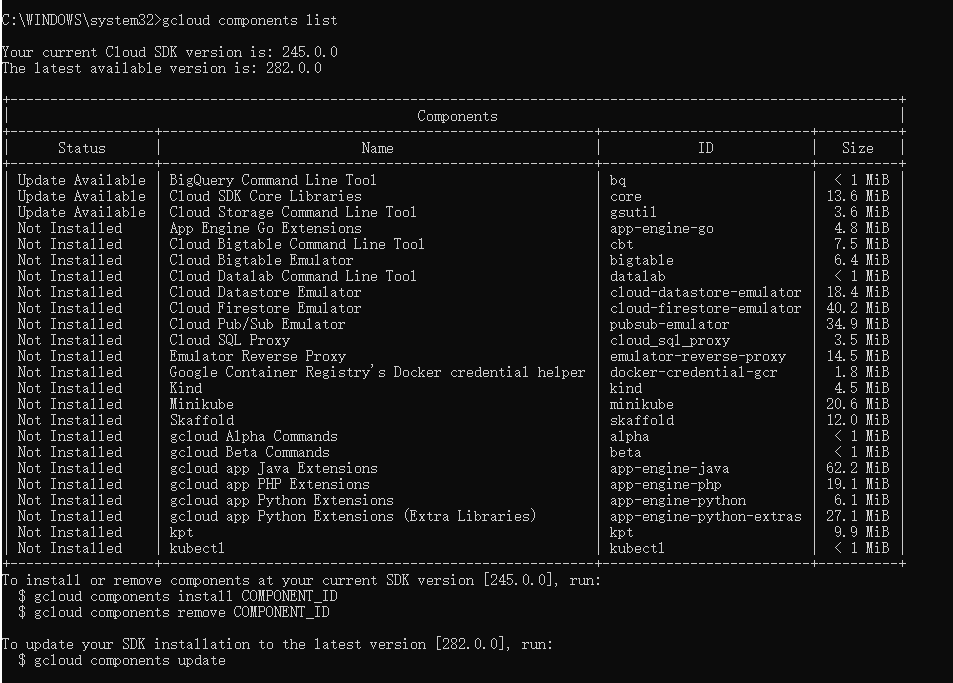 C:\WINDOWS\system32>gcloud components list
Your current Cloud SDK version is: 245.0.0
The latest available version is: 282.0.0
Components
Status Name ID Size
Update Available BigQuery Command Line Tool bq < 1 MiB
Update Available Cloud SDK Core Libraries core 13.6 MiB
Update Available Cloud Storage Command Line Tool gsutil 3.6 MiB
Not Installed App Engine Go Extensions app-engine-go 4.8 MiB
Not Installed Cloud Bigtable Command Line Tool cbt 7.5 MiB
Not Installed Cloud Bigtable Emulator bigtable 6.4 MiB
Not Installed Cloud Datalab Command Line Tool datalab < 1 MiB
Not Installed Cloud Datastore Emulator cloud-datastore-emulator 18.4 MiB
Not Installed Cloud Firestore Emulator cloud-firestore-emulator 40.2 MiB
Not Installed Cloud Pub/Sub Emulator pubsub-emulator 34.9 MiB
Not Installed Cloud SQL Proxy cloud_sql_proxy 3.5 MiB
Not Installed Emulator Reverse Proxy emulator-reverse-proxy 14.5 MiB
Not Installed Google Container Registry's Docker credential helper docker-credential-gcr 1.8 MiB
Not Installed Kind kind 4.5 MiB
Not Installed Minikube minikube 20.6 MiB
Not Installed Skaffold skaffold 12.0 MiB
Not Installed gcloud Alpha Commands alpha < 1 MiB
Not Installed gcloud Beta Commands beta < 1 MiB
Not Installed gcloud app Java Extensions app-engine-java 62.2 MiB
Not Installed gcloud app PHP Extensions app-engine-php 19.1 MiB
Not Installed gcloud app Python Extensions app-engine-python 6.1 MiB
Not Installed gcloud app Python Extensions (Extra Libraries) app-engine-python-extras 27.1 MiB
Not Installed kpt kpt 9.9 MiB
Not Installed kubectl kubectl < 1 MiB
To install or remove components at your current SDK version [245.0.0], run:
$ gcloud components install COMPONENT_ID
$ gcloud components remove COMPONENT_ID
To update your SDK installation to the latest version [282.0.0], run:
$ gcloud components update